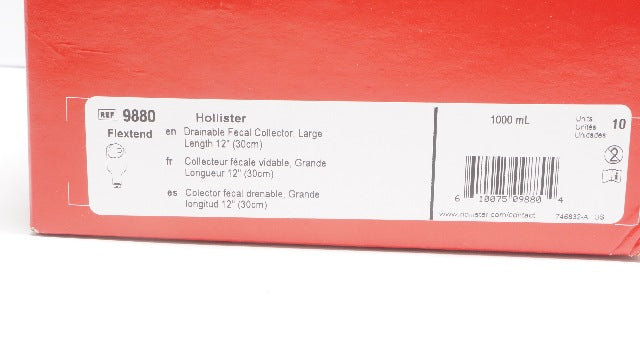 REF 9880
Flextend
Hollister
en Drainable Fecal Collector, Large
Length 12" (30cm)
fr Collecteur fécale vidable, Grande
Longueur 12" (30cm)
es Colector fecal drenable, Grande
longitud 12" (30cm)
1000 mL
Units
Unités
Unidades
10
2
6 10075 09880 4
www.hollister.com/contact
746832-A US